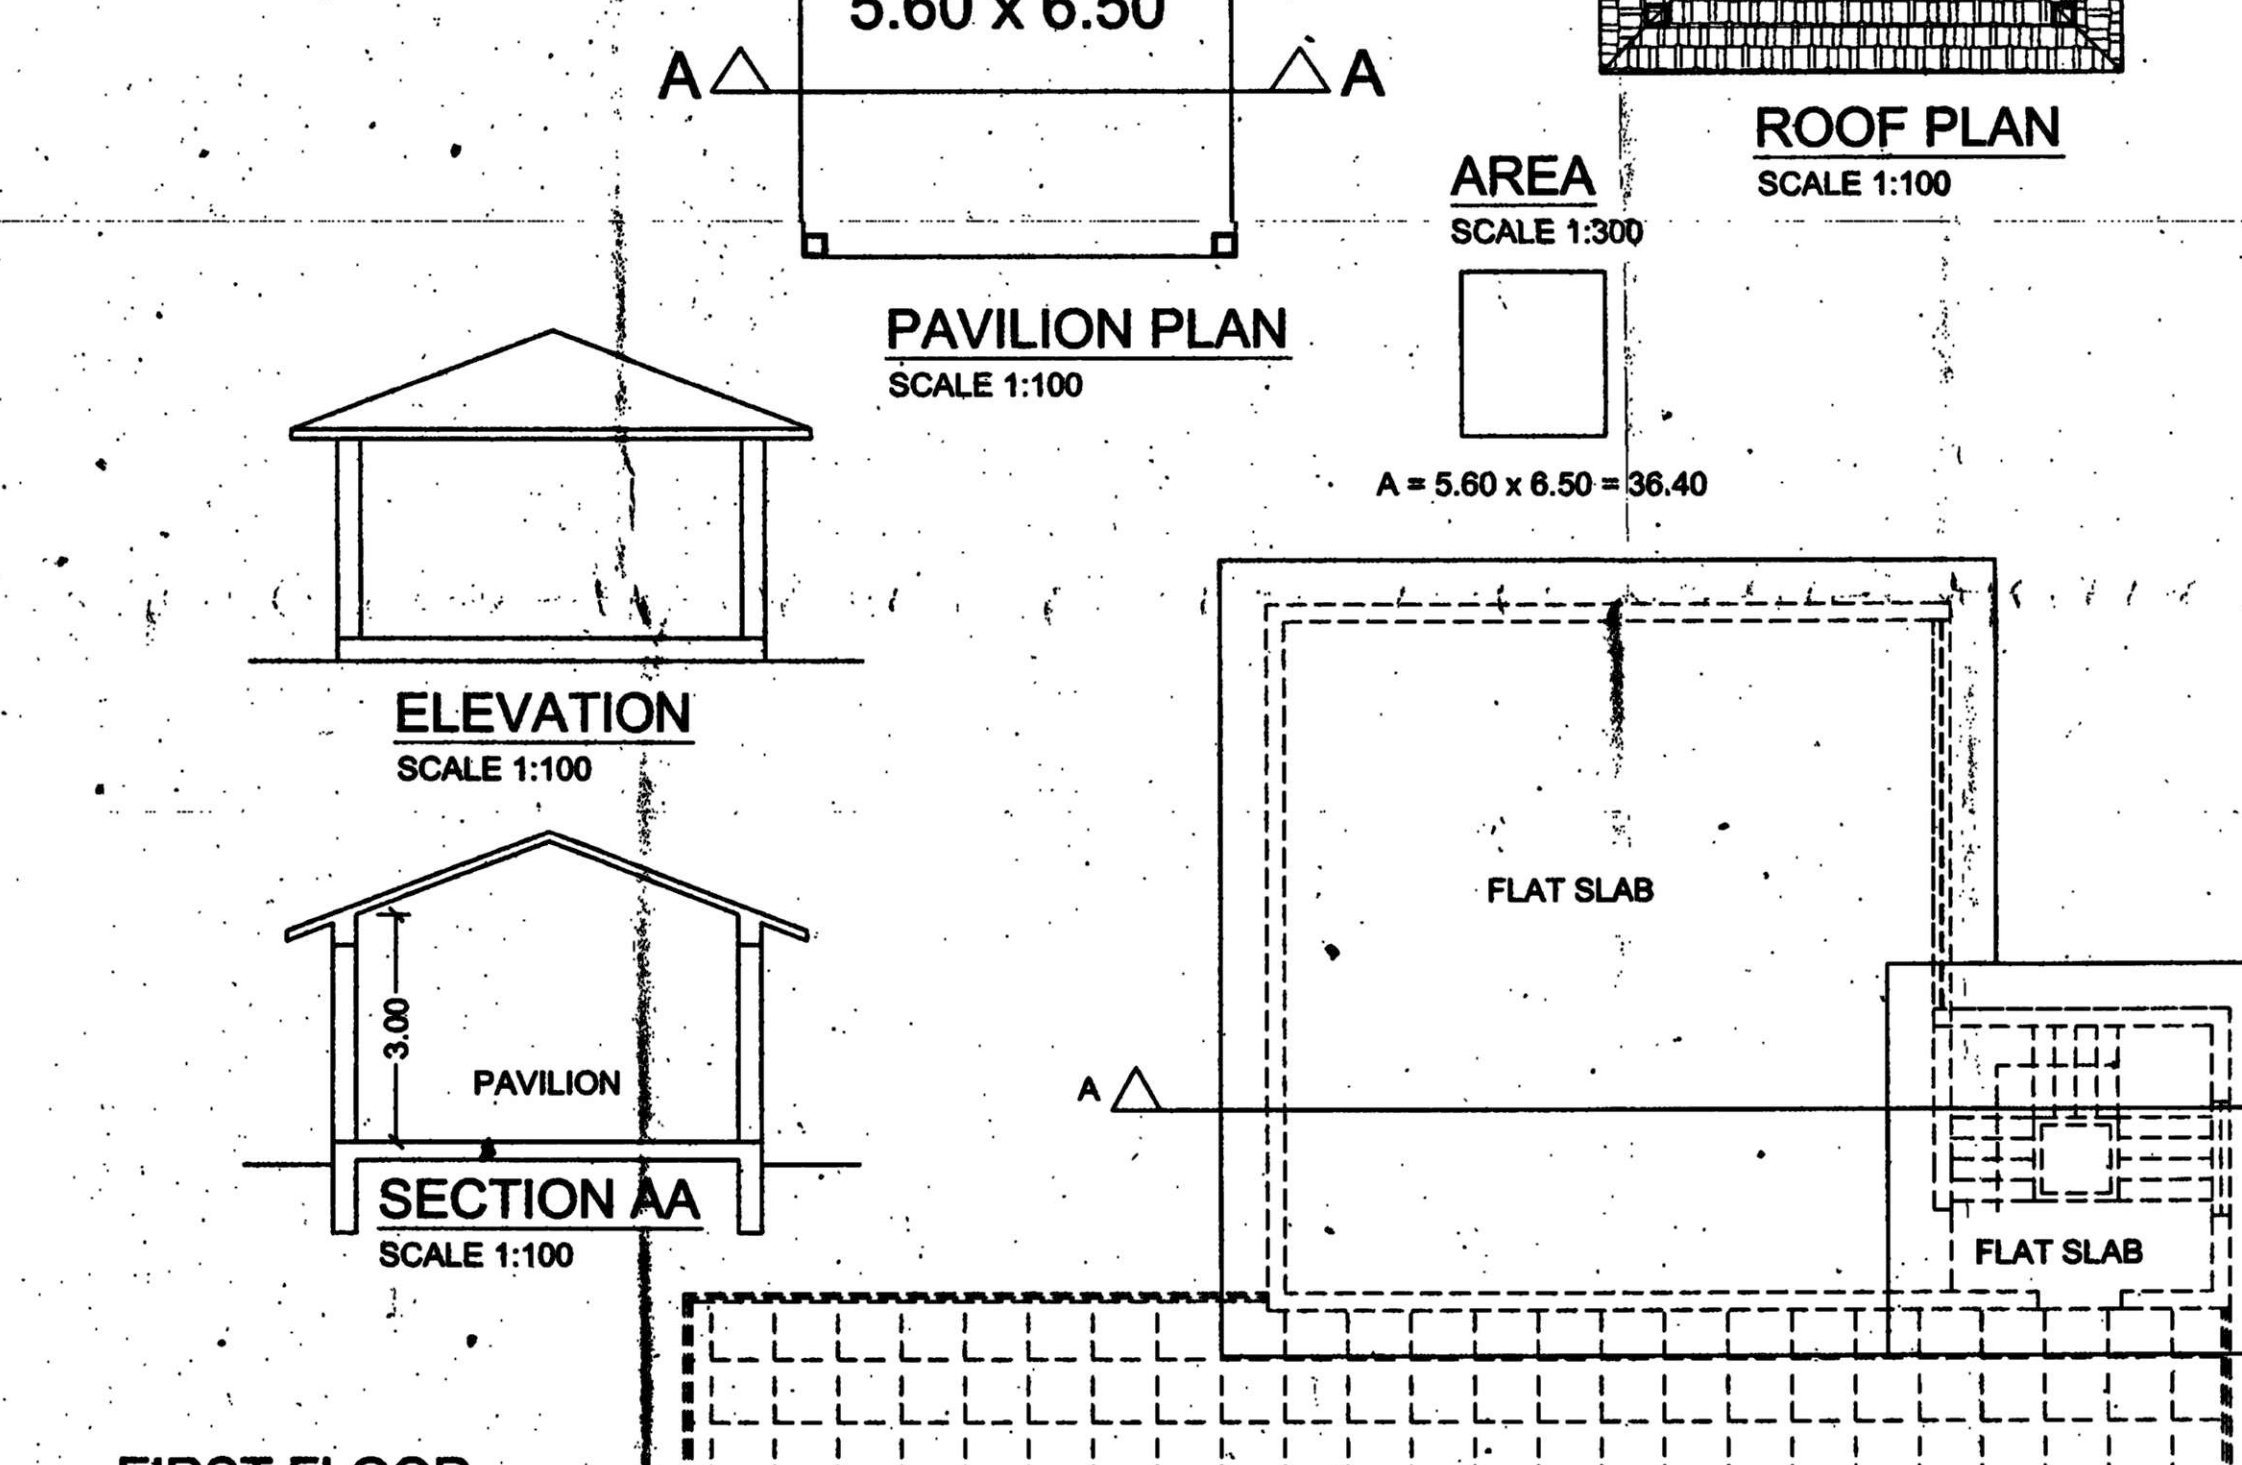 5.60 x 6.50
A A
ROOF PLAN
SCALE 1:100
AREA
SCALE 1:300
PAVILION PLAN
SCALE 1:100
A = 5.60 x 6.50 = 36.40
ELEVATION
SCALE 1:100
FLAT SLAB
3.00
PAVILION
A
SECTION AA
SCALE 1:100
FLAT SLAB
FIRST FLOOR